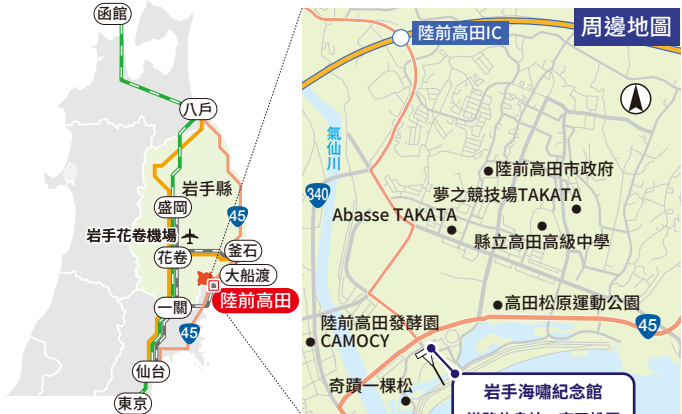 函館
八戶
岩手縣
盛岡
45
岩手花卷機場
花卷
釜石
大船渡
陸前高田
一關
45
仙台
東京
周邊地圖
陸前高田IC
氣仙川
340
陸前高田市政府
夢之競技場TAKATA
Abasse TAKATA
縣立高田高級中學
高田松原運動公園
45
陸前高田發酵園
CAMOCY
奇蹟一棵松
岩手海嘯紀念館